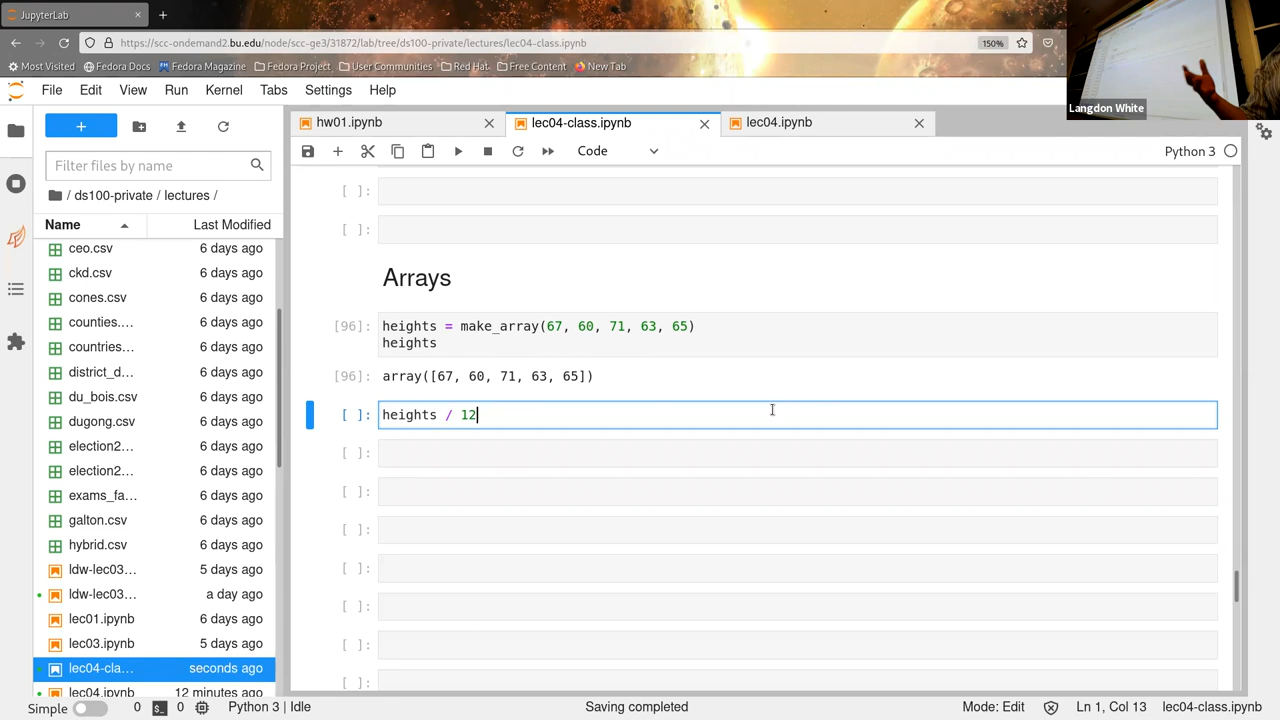 JupyterLab
https://scc-ondemand2.bu.edu/node/scc-ge3/31872/lab/tree/ds100-private/lectures/lec04-class.ipynb
150%
Most Visited Fedora Docs Fedora Magazine Fedora Project User Communities Red Hat Free Content New Tab
Langdon White
File Edit View Run Kernel Tabs Settings Help
hw01.ipynb lec04-class.ipynb lec04.ipynb
Code
Python 3
Filter files by name
/ ds100-private / lectures /
Name Last Modified
ceo.csv 6 days ago
ckd.csv 6 days ago
cones.csv 6 days ago
counties.… 6 days ago
countries… 6 days ago
district_d… 6 days ago
du_bois.csv 6 days ago
dugong.csv 6 days ago
election2… 6 days ago
election2… 6 days ago
exams_fa… 6 days ago
galton.csv 6 days ago
hybrid.csv 6 days ago
ldw-lec03… 5 days ago
ldw-lec03… a day ago
lec01.ipynb 6 days ago
lec03.ipynb 5 days ago
lec04-cla… seconds ago
lec04.ipynb 12 minutes ago
[ ]:
[ ]:
Arrays
[96]: heights = make_array(67, 60, 71, 63, 65)
heights
[96]: array([67, 60, 71, 63, 65])
[ ]: heights / 12
[ ]:
[ ]:
[ ]:
[ ]:
[ ]:
[ ]:
[ ]:
Simple 0 $_ 0 Python 3 | Idle Saving completed Mode: Edit Ln 1, Col 13 lec04-class.ipynb